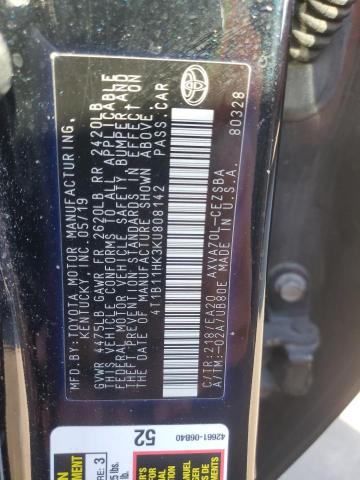 MFD. BY: TOYOTA MOTOR MANUFACTURING,
KENTUCKY, INC. 05/19
GVWR 4475LB GAWR FR 2620LB RR 2420LB
THIS VEHICLE CONFORMS TO ALL APPLICABLE
FEDERAL MOTOR VEHICLE SAFETY, BUMPER, AND
THEFT PREVENTION STANDARDS IN EFFECT ON
THE DATE OF MANUFACTURE SHOWN ABOVE.
4T1B11HK3KU808142
PASS. CAR
C/TR: 218/EA20 AXVA70L-CEZSBA
A/TM: -02A/UB80E MADE IN U.S.A.
80328
42661-06B40
52